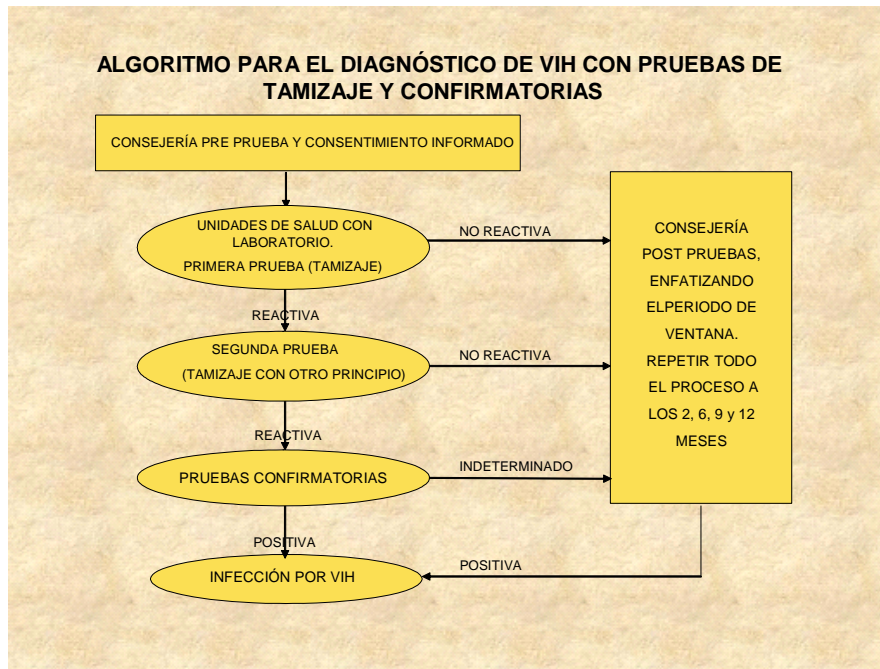 ALGORITMO PARA EL DIAGNÓSTICO DE VIH CON PRUEBAS DE
TAMIZAJE Y CONFIRMATORIAS
CONSEJERÍA PRE PRUEBA Y CONSENTIMIENTO INFORMADO
UNIDADES DE SALUD CON
LABORATORIO.
PRIMERA PRUEBA (TAMIZAJE)
NO REACTIVA
REACTIVA
SEGUNDA PRUEBA
(TAMIZAJE CON OTRO PRINCIPIO)
NO REACTIVA
REACTIVA
PRUEBAS CONFIRMATORIAS
INDETERMINADO
POSITIVA
INFECCIÓN POR VIH
POSITIVA
CONSEJERÍA
POST PRUEBAS,
ENFATIZANDO
ELPERIODO DE
VENTANA.
REPETIR TODO
EL PROCESO A
LOS 2, 6, 9 y 12
MESES